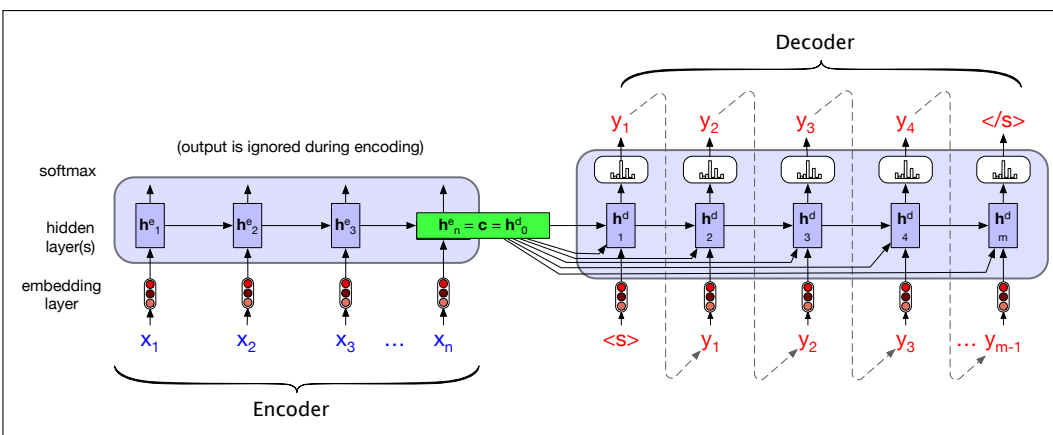 Decoder
y1 y2 y3 y4 </s>
(output is ignored during encoding)
softmax
hidden layer(s)
he1 he2 he3 hen = c = hd0 hd1 hd2 hd3 hd4 hdm
embedding layer
x1 x2 x3 … xn <s> y1 y2 y3 … ym-1
Encoder